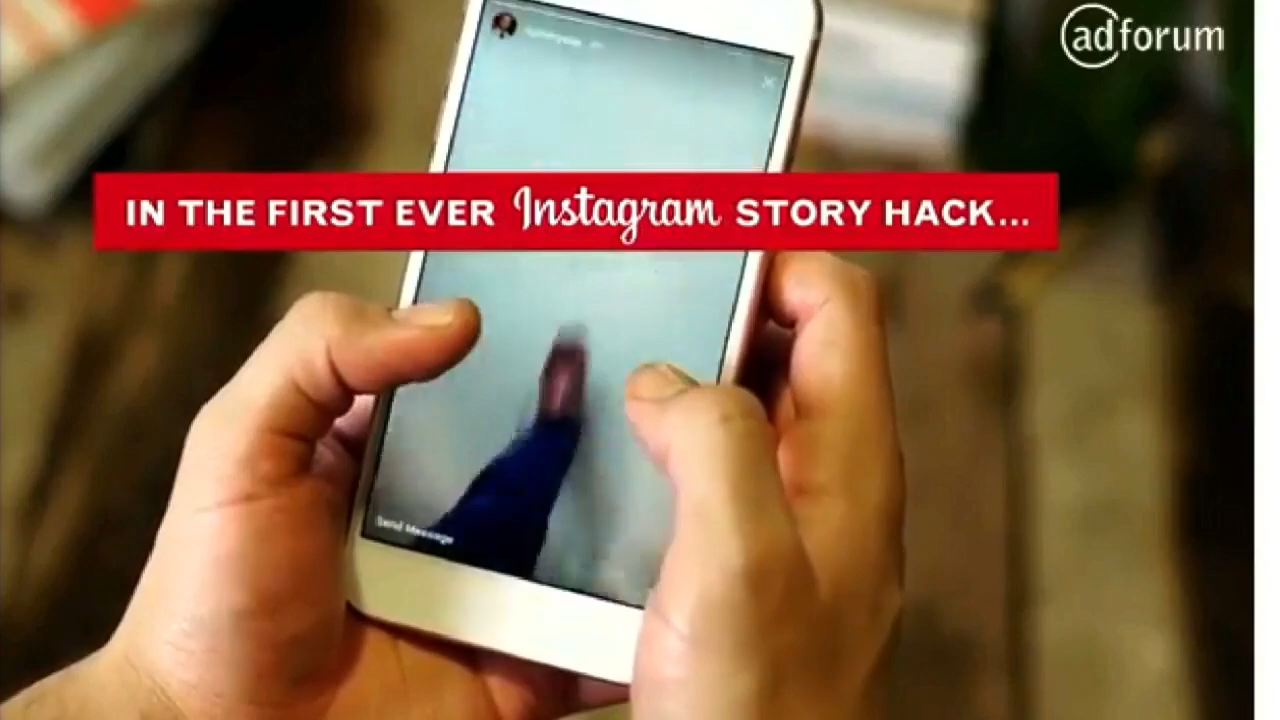 adforum
IN THE FIRST EVER Instagram STORY HACK...
Send Message